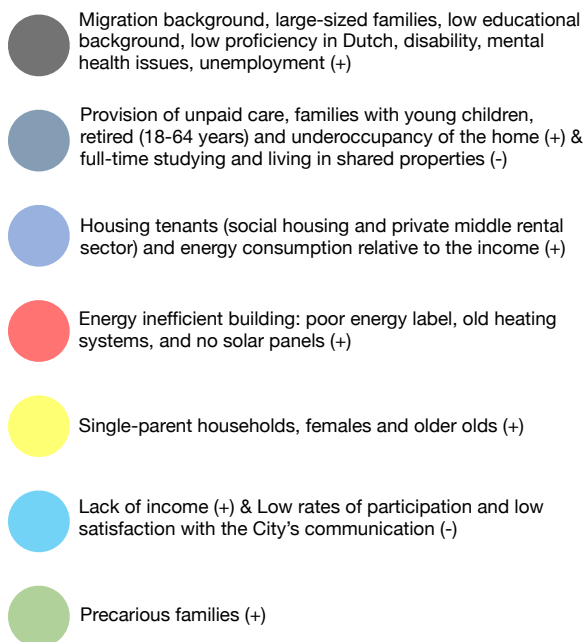 Migration background, large-sized families, low educational
background, low proficiency in Dutch, disability, mental
health issues, unemployment (+)
Provision of unpaid care, families with young children,
retired (18-64 years) and underoccupancy of the home (+) &
full-time studying and living in shared properties (-)
Housing tenants (social housing and private middle rental
sector) and energy consumption relative to the income (+)
Energy inefficient building: poor energy label, old heating
systems, and no solar panels (+)
Single-parent households, females and older olds (+)
Lack of income (+) & Low rates of participation and low
satisfaction with the City's communication (-)
Precarious families (+)